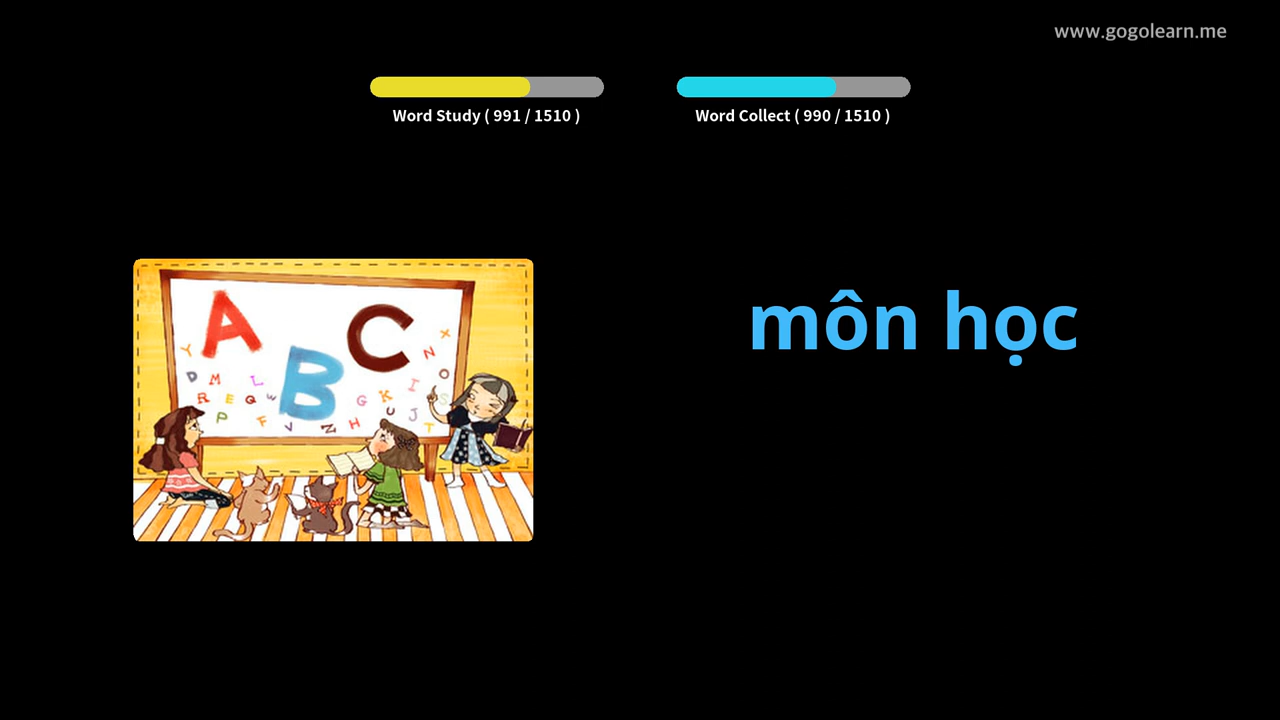 www.gogolearn.me
Word Study ( 991 / 1510 )
Word Collect ( 990 / 1510 )
môn học
A
B
C
X
Y
N
D
M
L
O
I
R
E
Q
W
G
K
S
P
F
V
Z
H
U
J
T